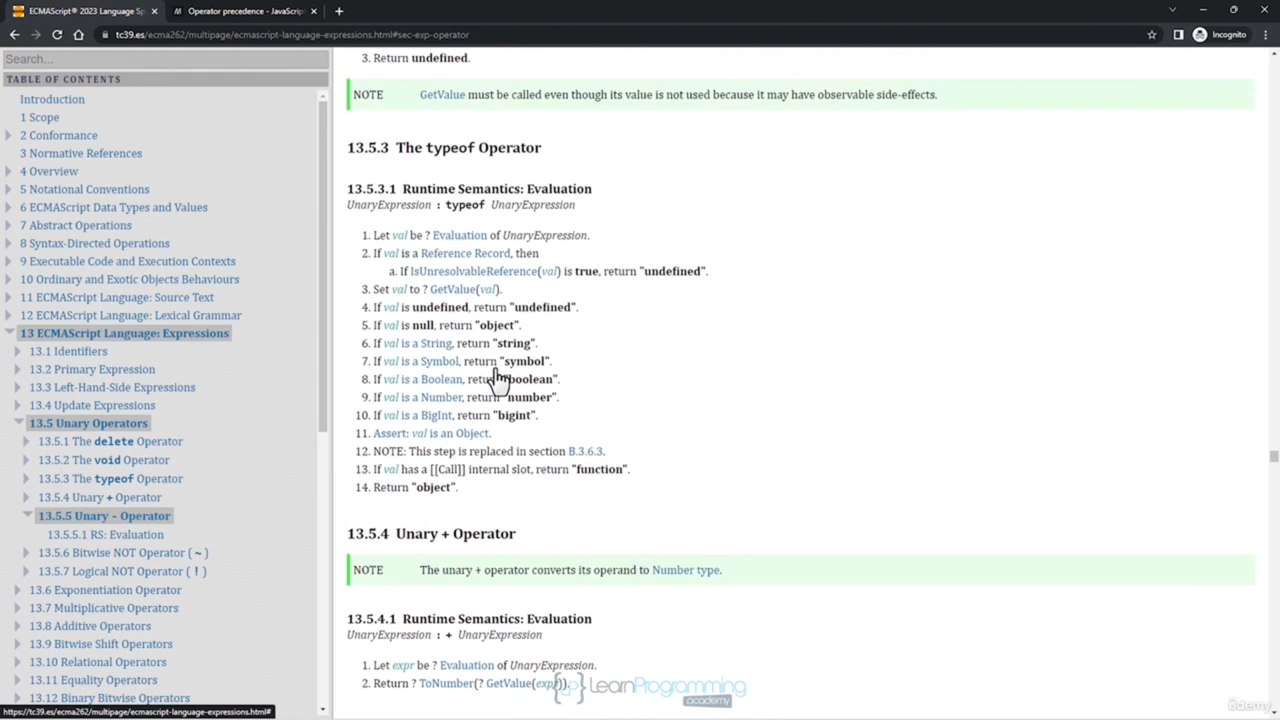 ECMAScript® 2023 Language Sp
Operator precedence - JavaScri
tc39.es/ecma262/multipage/ecmascript-language-expressions.html#sec-exp-operator
Incognito
Search...
TABLE OF CONTENTS
Introduction
1 Scope
2 Conformance
3 Normative References
4 Overview
5 Notational Conventions
6 ECMAScript Data Types and Values
7 Abstract Operations
8 Syntax-Directed Operations
9 Executable Code and Execution Contexts
10 Ordinary and Exotic Objects Behaviours
11 ECMAScript Language: Source Text
12 ECMAScript Language: Lexical Grammar
13 ECMAScript Language: Expressions
13.1 Identifiers
13.2 Primary Expression
13.3 Left-Hand-Side Expressions
13.4 Update Expressions
13.5 Unary Operators
13.5.1 The delete Operator
13.5.2 The void Operator
13.5.3 The typeof Operator
13.5.4 Unary + Operator
13.5.5 Unary - Operator
13.5.5.1 RS: Evaluation
13.5.6 Bitwise NOT Operator ( ~ )
13.5.7 Logical NOT Operator ( ! )
13.6 Exponentiation Operator
13.7 Multiplicative Operators
13.8 Additive Operators
13.9 Bitwise Shift Operators
13.10 Relational Operators
13.11 Equality Operators
13.12 Binary Bitwise Operators
https://tc39.es/ecma262/multipage/ecmascript-language-expressions.html#
3. Return undefined.
NOTE GetValue must be called even though its value is not used because it may have observable side-effects.
13.5.3 The typeof Operator
13.5.3.1 Runtime Semantics: Evaluation
UnaryExpression : typeof UnaryExpression
1. Let val be ? Evaluation of UnaryExpression.
2. If val is a Reference Record, then
a. If IsUnresolvableReference(val) is true, return "undefined".
3. Set val to ? GetValue(val).
4. If val is undefined, return "undefined".
5. If val is null, return "object".
6. If val is a String, return "string".
7. If val is a Symbol, return "symbol".
8. If val is a Boolean, return "boolean".
9. If val is a Number, return "number".
10. If val is a BigInt, return "bigint".
11. Assert: val is an Object.
12. NOTE: This step is replaced in section B.3.6.3.
13. If val has a [[Call]] internal slot, return "function".
14. Return "object".
13.5.4 Unary + Operator
NOTE The unary + operator converts its operand to Number type.
13.5.4.1 Runtime Semantics: Evaluation
UnaryExpression : + UnaryExpression
1. Let expr be ? Evaluation of UnaryExpression.
2. Return ? ToNumber(? GetValue(expr)).
LearnProgramming
academy
ûdemy